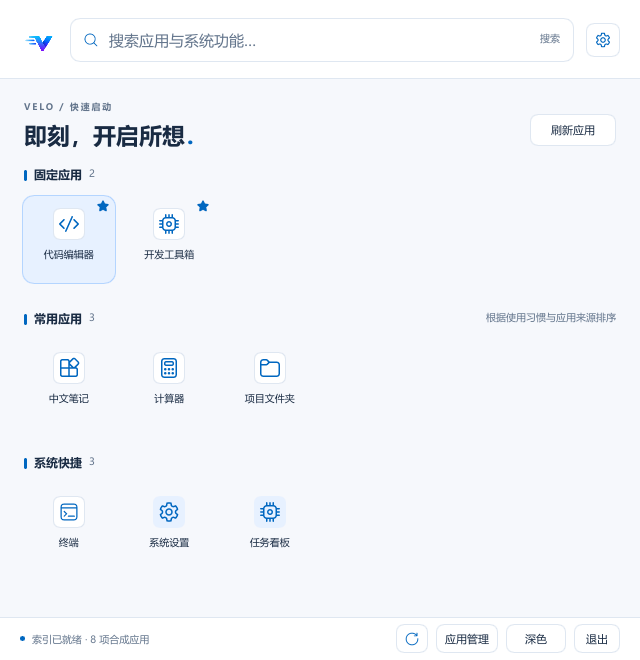 搜索应用与系统功能... 搜索
VELO / 快速启动
即刻，开启所想.
刷新应用
固定应用 2
代码编辑器 开发工具箱
常用应用 3 根据使用习惯与应用来源排序
中文笔记 计算器 项目文件夹
系统快捷 3
终端 系统设置 任务看板
索引已就绪 · 8 项合成应用 应用管理 深色 退出